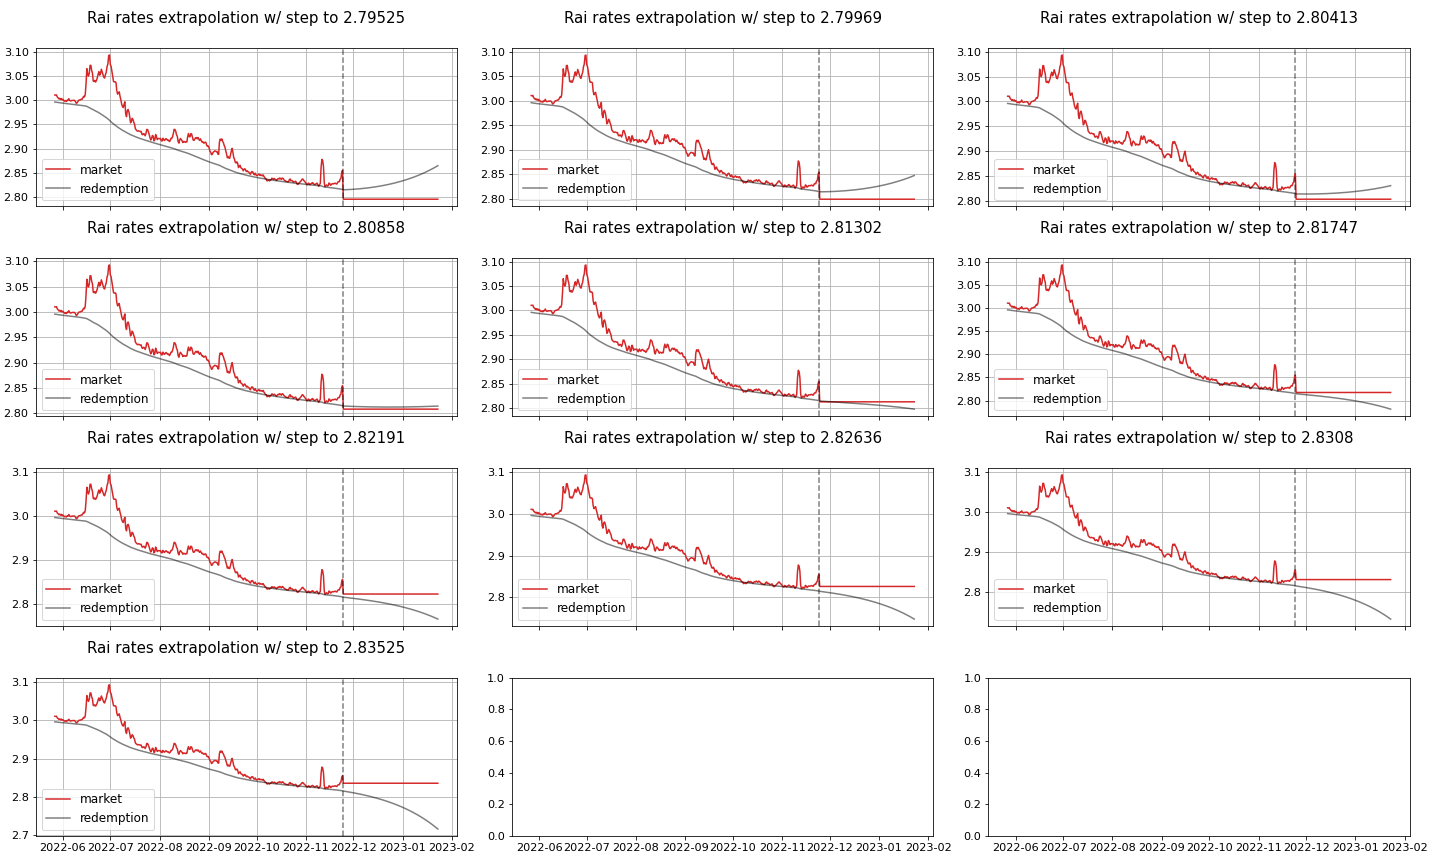 Rai rates extrapolation w/ step to 2.79525
3.10
3.05
3.00
2.95
2.90
2.85
2.80
market
redemption
Rai rates extrapolation w/ step to 2.79969
3.10
3.05
3.00
2.95
2.90
2.85
2.80
market
redemption
Rai rates extrapolation w/ step to 2.80413
3.10
3.05
3.00
2.95
2.90
2.85
2.80
market
redemption
Rai rates extrapolation w/ step to 2.80858
3.10
3.05
3.00
2.95
2.90
2.85
2.80
market
redemption
Rai rates extrapolation w/ step to 2.81302
3.10
3.05
3.00
2.95
2.90
2.85
2.80
market
redemption
Rai rates extrapolation w/ step to 2.81747
3.10
3.05
3.00
2.95
2.90
2.85
2.80
market
redemption
Rai rates extrapolation w/ step to 2.82191
3.1
3.0
2.9
2.8
market
redemption
Rai rates extrapolation w/ step to 2.82636
3.1
3.0
2.9
2.8
market
redemption
Rai rates extrapolation w/ step to 2.8308
3.1
3.0
2.9
2.8
market
redemption
Rai rates extrapolation w/ step to 2.83525
3.1
3.0
2.9
2.8
2.7
market
redemption
2022-06 2022-07 2022-08 2022-09 2022-10 2022-11 2022-12 2023-01 2023-02
1.0
0.8
0.6
0.4
0.2
0.0
2022-06 2022-07 2022-08 2022-09 2022-10 2022-11 2022-12 2023-01 2023-02
1.0
0.8
0.6
0.4
0.2
0.0
2022-06 2022-07 2022-08 2022-09 2022-10 2022-11 2022-12 2023-01 2023-02